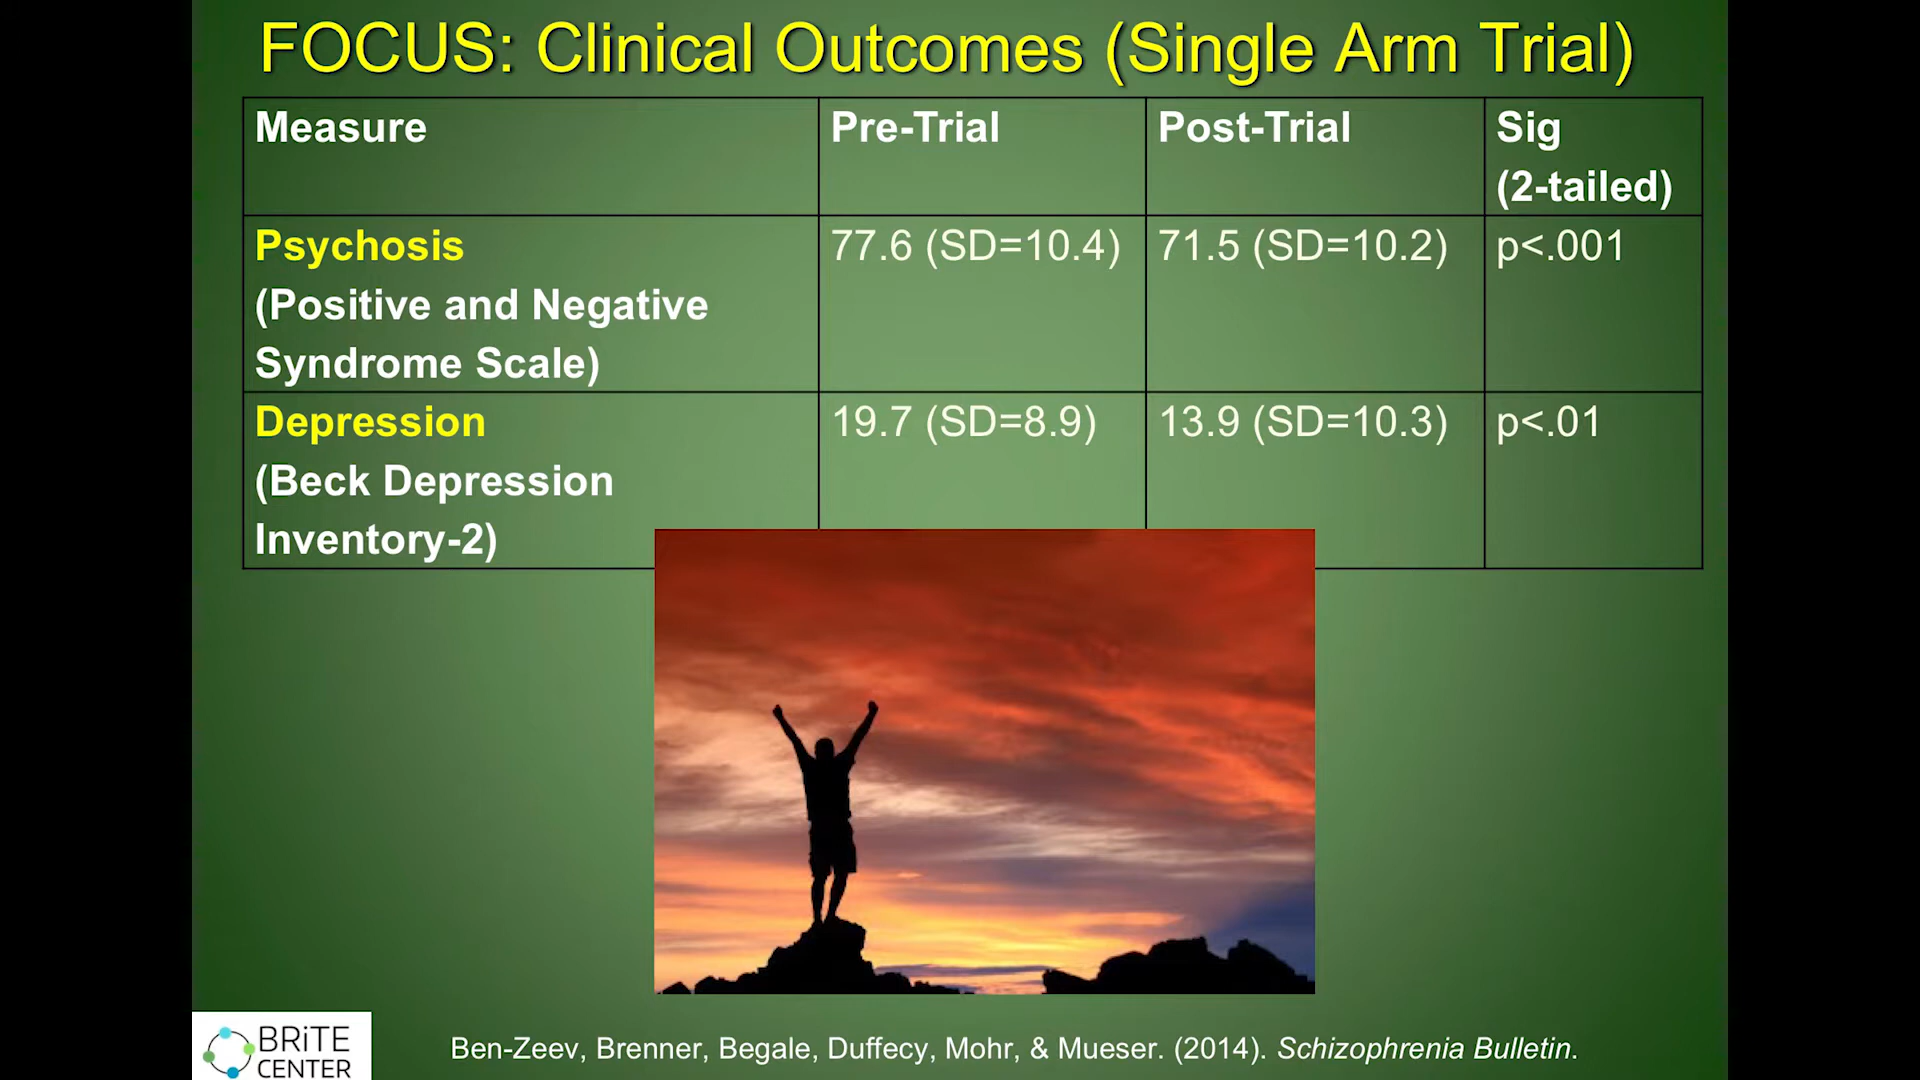 FOCUS: Clinical Outcomes (Single Arm Trial)
Measure
Pre-Trial
Post-Trial
Sig
(2-tailed)
Psychosis
(Positive and Negative
Syndrome Scale)
77.6 (SD=10.4)
71.5 (SD=10.2)
p<.001
Depression
(Beck Depression
Inventory-2)
19.7 (SD=8.9)
13.9 (SD=10.3)
p<.01
BRiTE
CENTER
Ben-Zeev, Brenner, Begale, Duffecy, Mohr, & Mueser. (2014). Schizophrenia Bulletin.